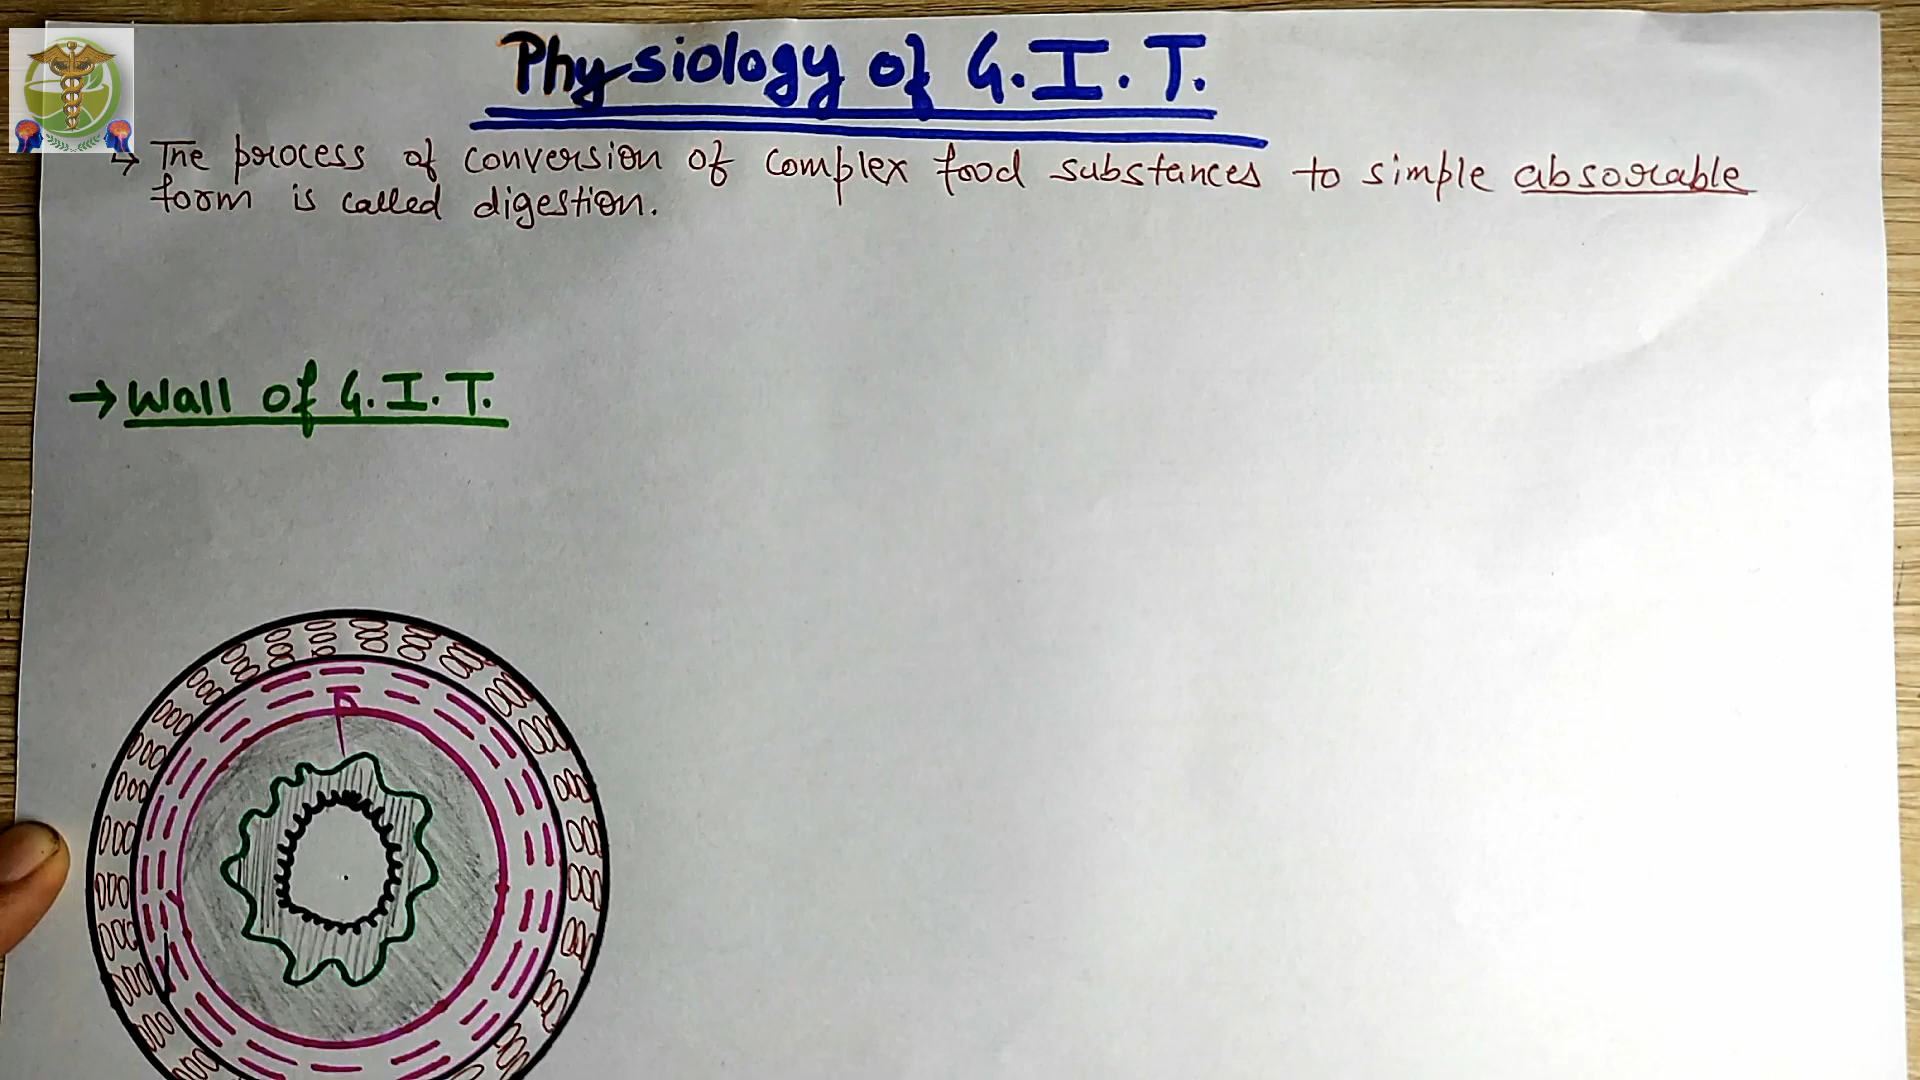 Physiology of G.I.T.
↳ The process of conversion of complex food substances to simple absorable
form is called digestion.
→ Wall of G.I.T.